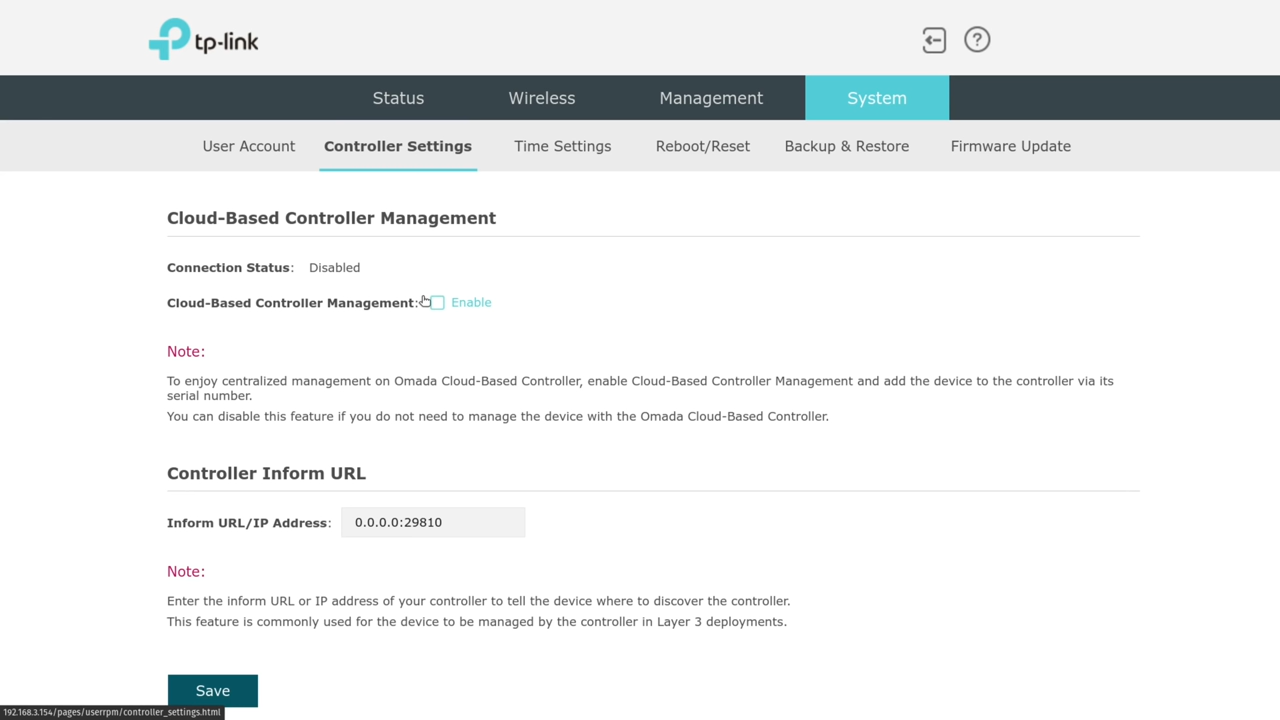 tp-link
?
Status Wireless Management System
User Account Controller Settings Time Settings Reboot/Reset Backup & Restore Firmware Update
Cloud-Based Controller Management
Connection Status: Disabled
Cloud-Based Controller Management: Enable
Note:
To enjoy centralized management on Omada Cloud-Based Controller, enable Cloud-Based Controller Management and add the device to the controller via its
serial number.
You can disable this feature if you do not need to manage the device with the Omada Cloud-Based Controller.
Controller Inform URL
Inform URL/IP Address: 0.0.0.0:29810
Note:
Enter the inform URL or IP address of your controller to tell the device where to discover the controller.
This feature is commonly used for the device to be managed by the controller in Layer 3 deployments.
Save
192.168.3.154/pages/userrpm/controller_settings.html